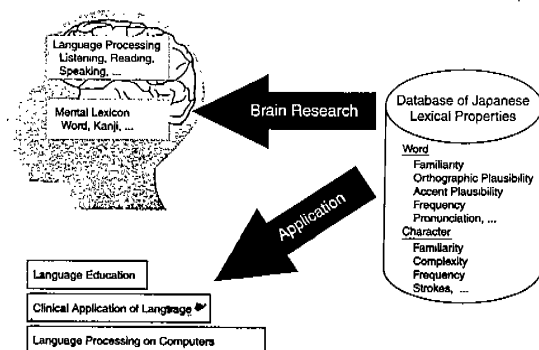 Language Processing
Listening, Reading,
Speaking, ...
Mental Lexicon
Word, Kanji, ...
Brain Research
Application
Database of Japanese
Lexical Properties
Word
Familiarity
Orthographic Plausibility
Accent Plausibility
Frequency
Pronunciation, ...
Character
Familiarity
Complexity
Frequency
Strokes, ...
Language Education
Clinical Application of Language
Language Processing on Computers